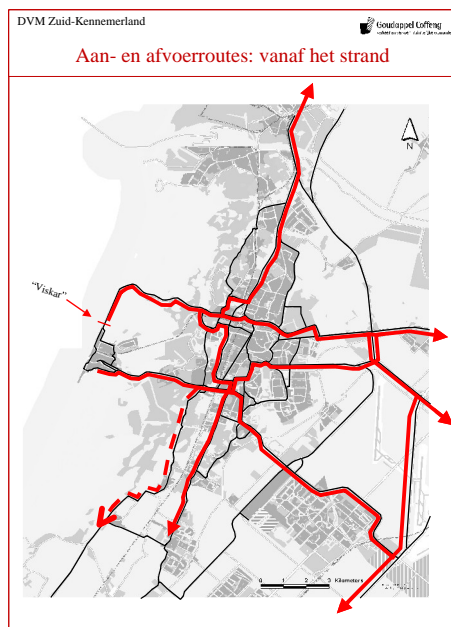 DVM Zuid-Kennemerland
Goudappel Coffeng
Aan- en afvoerroutes: vanaf het strand
N
"Viskar"
0 1 2 3 Kilometers